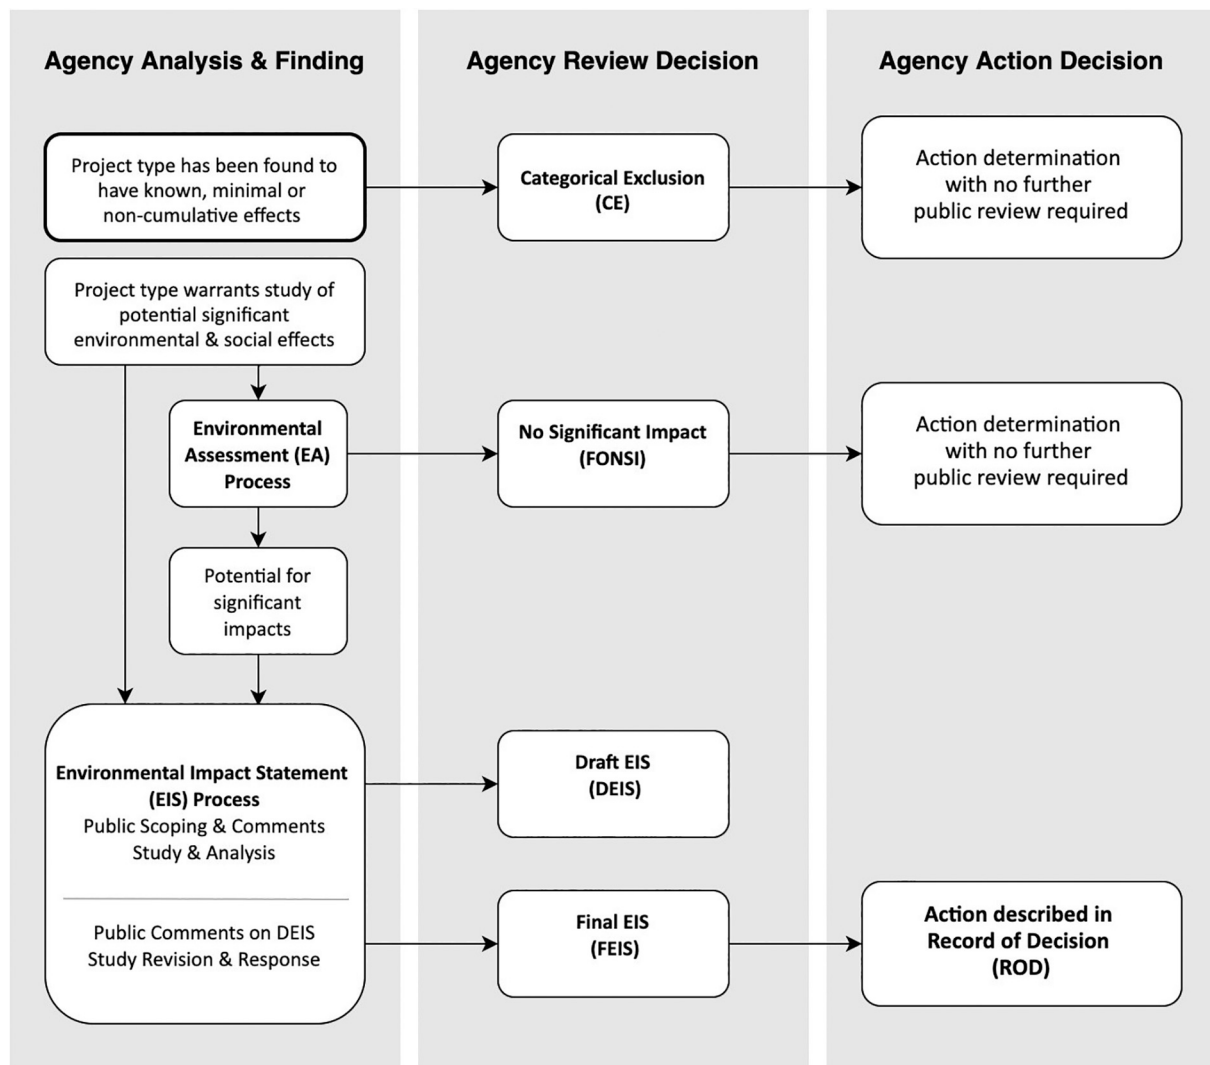 Agency Analysis & Finding
Agency Review Decision
Agency Action Decision
Project type has been found to
have known, minimal or
non-cumulative effects
Categorical Exclusion
(CE)
Action determination
with no further
public review required
Project type warrants study of
potential significant
environmental & social effects
Environmental
Assessment (EA)
Process
No Significant Impact
(FONSI)
Action determination
with no further
public review required
Potential for
significant
impacts
Environmental Impact Statement
(EIS) Process
Public Scoping & Comments
Study & Analysis
Draft EIS
(DEIS)
Public Comments on DEIS
Study Revision & Response
Final EIS
(FEIS)
Action described in
Record of Decision
(ROD)